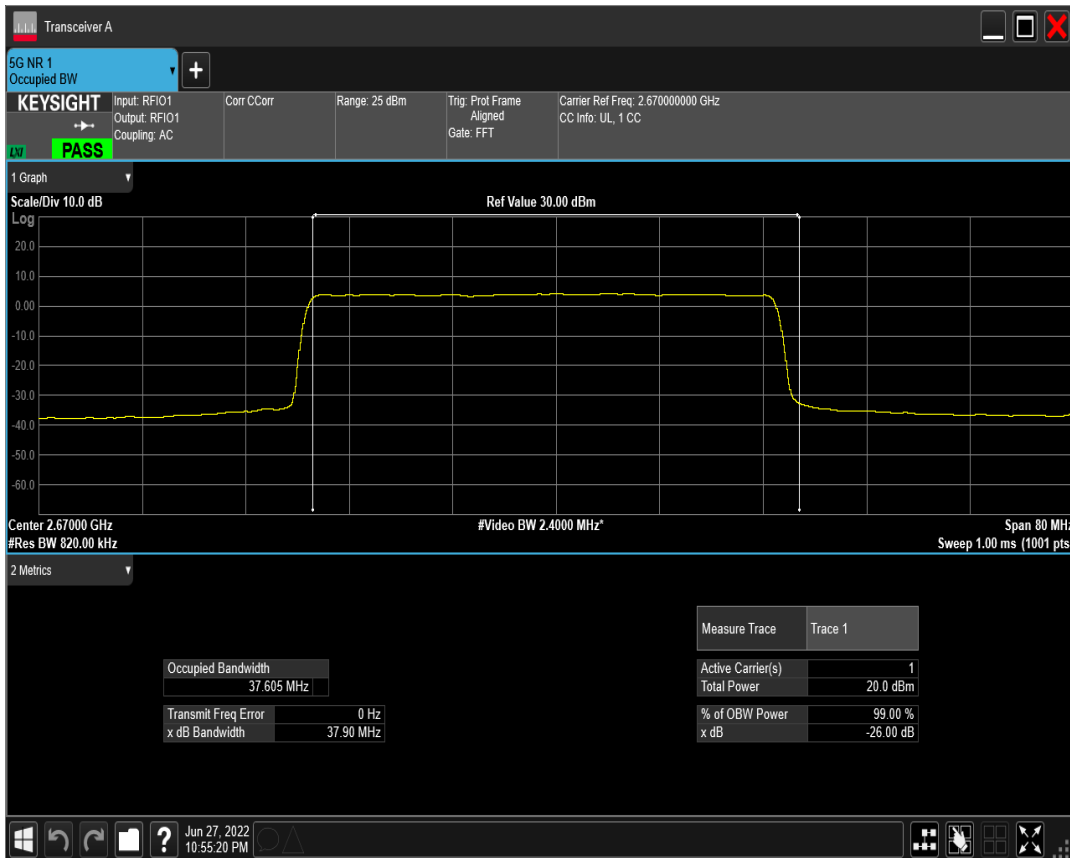 Transceiver A
5G NR 1
Occupied BW
KEYSIGHT
LXI
PASS
Input: RFIO1
Output: RFIO1
Coupling: AC
Corr CCorr
Range: 25 dBm
Trig: Prot Frame
Aligned
Gate: FFT
Carrier Ref Freq: 2.670000000 GHz
CC Info: UL, 1 CC
1 Graph
Scale/Div 10.0 dB
Ref Value 30.00 dBm
Log
20.0
10.0
0.00
-10.0
-20.0
-30.0
-40.0
-50.0
-60.0
Center 2.67000 GHz
#Video BW 2.4000 MHz*
Span 80 MHz
#Res BW 820.00 kHz
Sweep 1.00 ms (1001 pts
2 Metrics
Measure Trace Trace 1
Occupied Bandwidth
37.605 MHz
Active Carrier(s) 1
Total Power 20.0 dBm
Transmit Freq Error 0 Hz
x dB Bandwidth 37.90 MHz
% of OBW Power 99.00 %
x dB -26.00 dB
?
Jun 27, 2022
10:55:20 PM